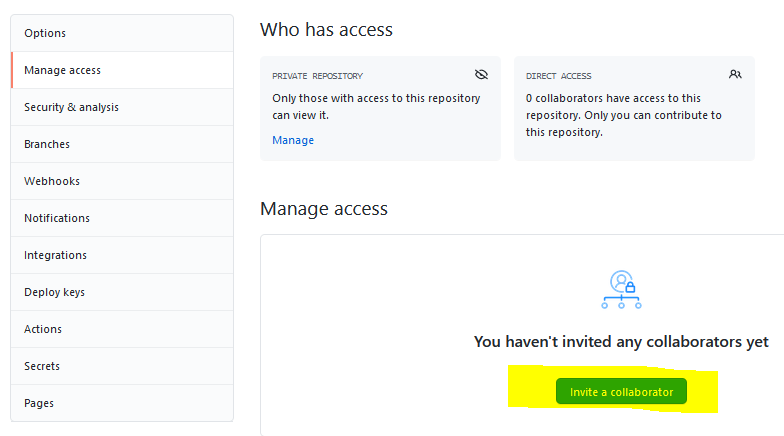 Options
Manage access
Security & analysis
Branches
Webhooks
Notifications
Integrations
Deploy keys
Actions
Secrets
Pages
Who has access
PRIVATE REPOSITORY
Only those with access to this repository
can view it.
Manage
DIRECT ACCESS
0 collaborators have access to this
repository. Only you can contribute to
this repository.
Manage access
You haven't invited any collaborators yet
Invite a collaborator